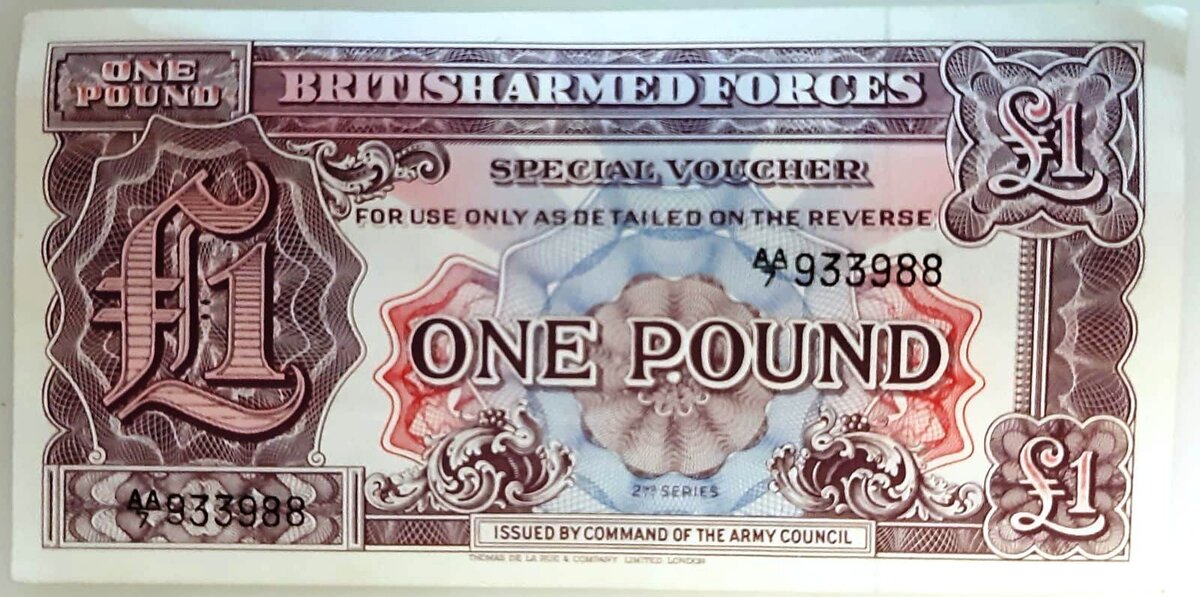 ONE
POUND
BRITISH ARMED FORCES
£1
SPECIAL VOUCHER
FOR USE ONLY AS DETAILED ON THE REVERSE
AA/7 933988
£1
ONE POUND
2ND SERIES
£1
AA/7 933988
ISSUED BY COMMAND OF THE ARMY COUNCIL
THOMAS DE LA RUE & COMPANY LIMITED LONDON